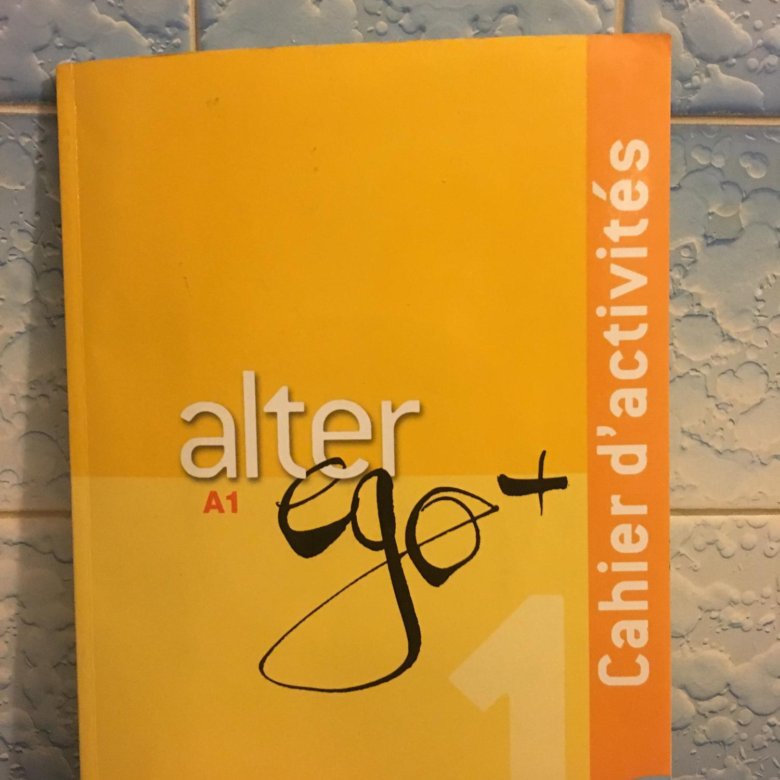 alter
ego+
A1
1
Cahier d'activités